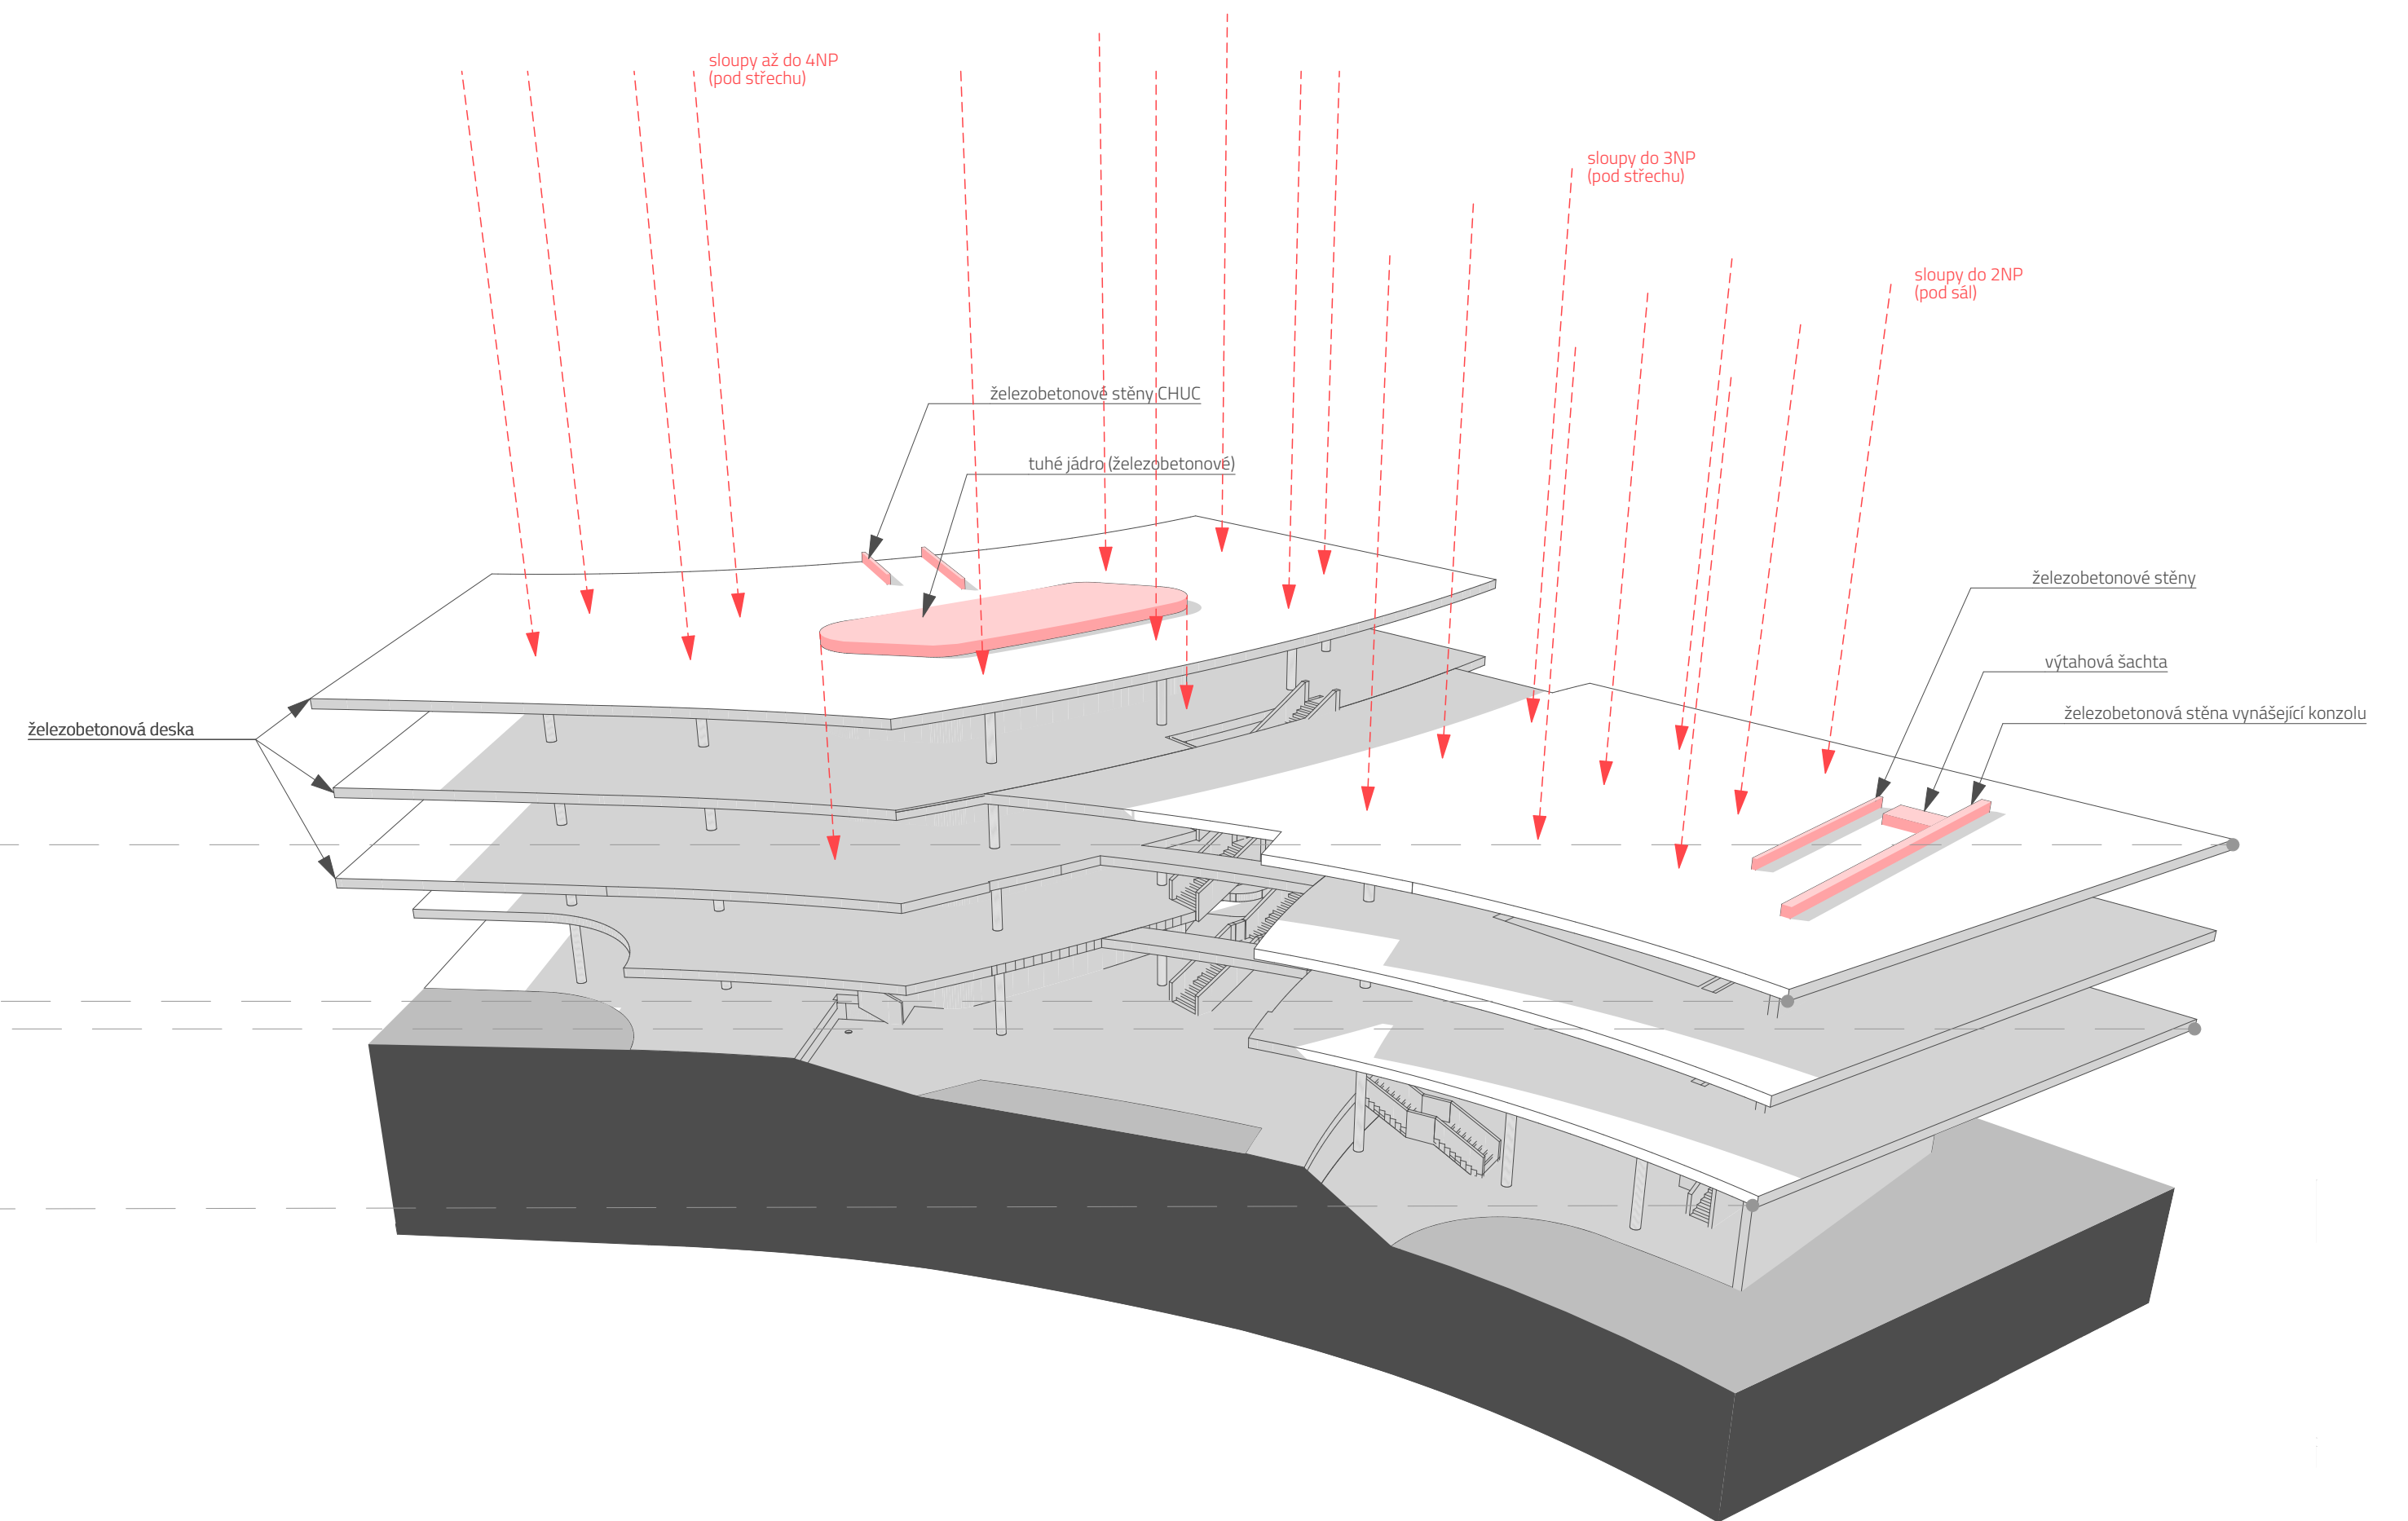 sloupy až do 4NP
(pod střechu)
sloupy do 3NP
(pod střechu)
sloupy do 2NP
(pod sál)
železobetonové stěny CHUC
tuhé jádro (železobetonové)
železobetonové stěny
výtahová šachta
železobetonová stěna vynášející konzolu
železobetonová deska